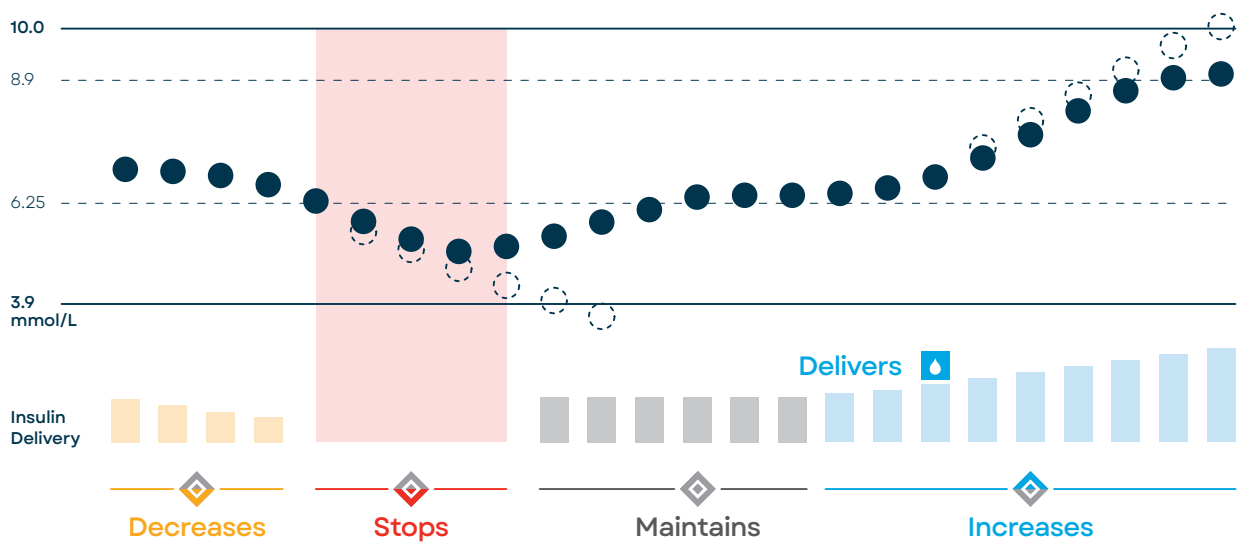 10.0
8.9
6.25
3.9
mmol/L
Delivers
Insulin
Delivery
Decreases
Stops
Maintains
Increases